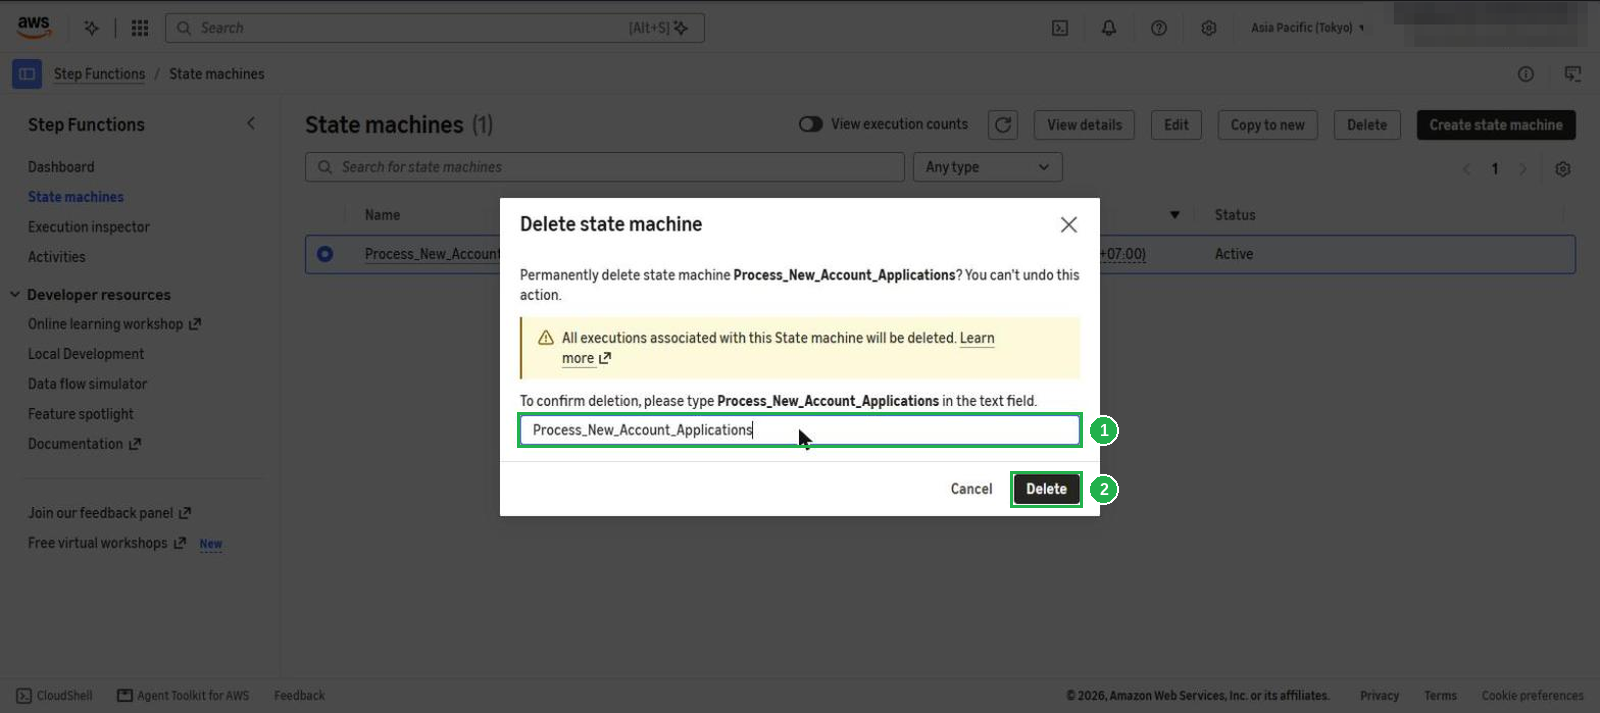 aws
Search
[Alt+S]
Asia Pacific (Tokyo)
Step Functions / State machines
Step Functions
Dashboard
State machines
Execution inspector
Activities
Developer resources
Online learning workshop
Local Development
Data flow simulator
Feature spotlight
Documentation
Join our feedback panel
Free virtual workshops New
State machines (1)
View execution counts
View details
Edit
Copy to new
Delete
Create state machine
Search for state machines
Any type
1
Name
Status
Process_New_Account
+07:00)
Active
Delete state machine
Permanently delete state machine Process_New_Account_Applications? You can't undo this
action.
All executions associated with this State machine will be deleted. Learn
more
To confirm deletion, please type Process_New_Account_Applications in the text field.
Process_New_Account_Applications
1
Cancel
Delete
2
CloudShell
Agent Toolkit for AWS
Feedback
© 2026, Amazon Web Services, Inc. or its affiliates.
Privacy
Terms
Cookie preferences